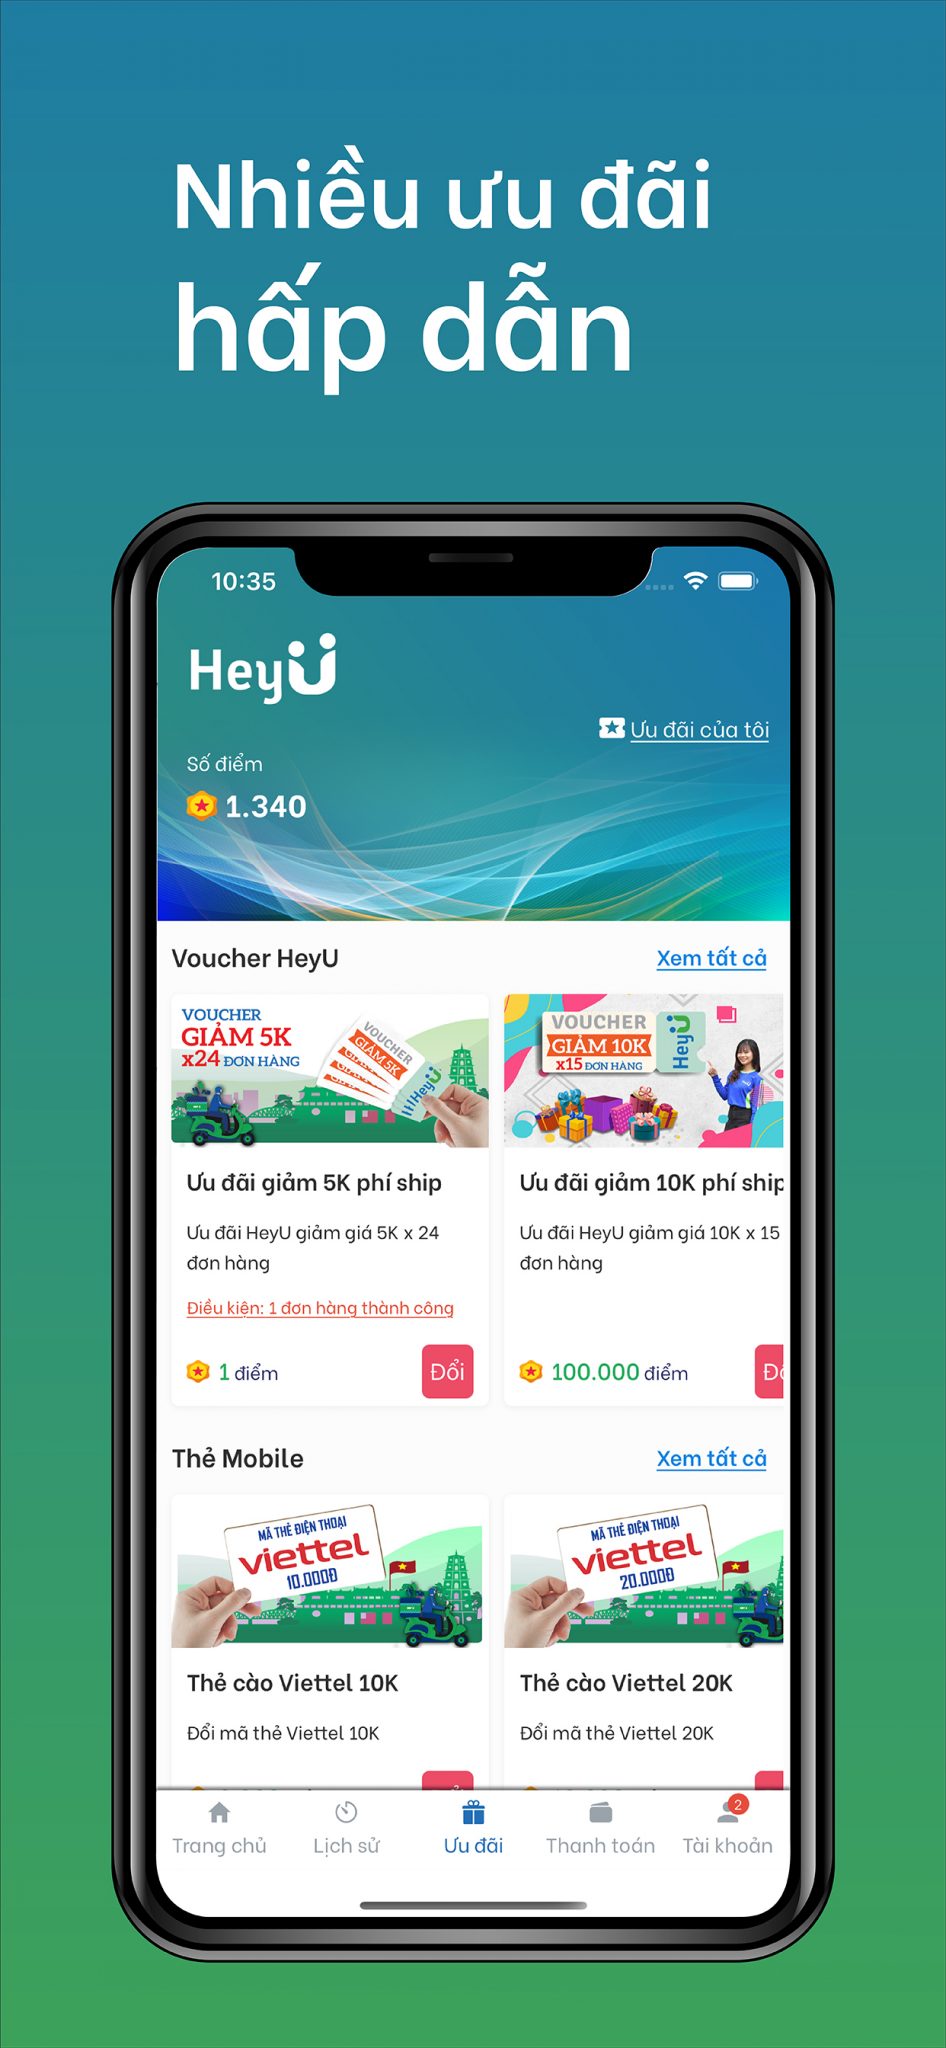 Nhiều ưu đãi
hấp dẫn
10:35
HeyU
Ưu đãi của tôi
Số điểm
1.340
Voucher HeyU
Xem tất cả
VOUCHER
GIẢM 5K
x24 ĐƠN HÀNG
VOUCHER
GIẢM 5K
HeyU
VOUCHER
GIẢM 10K
x15 ĐƠN HÀNG
HeyU
Ưu đãi giảm 5K phí ship
Ưu đãi HeyU giảm giá 5K x 24
đơn hàng
Điều kiện: 1 đơn hàng thành công
1 điểm
Đổi
Ưu đãi giảm 10K phí ship
Ưu đãi HeyU giảm giá 10K x 15
đơn hàng
100.000 điểm
Thẻ Mobile
Xem tất cả
MÃ THẺ ĐIỆN THOẠI
viettel
10.000Đ
MÃ THẺ ĐIỆN THOẠI
viettel
20.000Đ
Thẻ cào Viettel 10K
Đổi mã thẻ Viettel 10K
Thẻ cào Viettel 20K
Đổi mã thẻ Viettel 20K
Trang chủ
Lịch sử
Ưu đãi
Thanh toán
2
Tài khoản